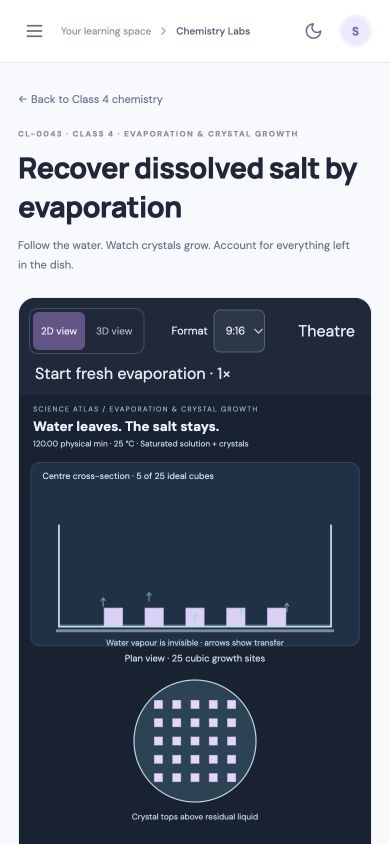 Your learning space > Chemistry Labs S
← Back to Class 4 chemistry
CL-0043 · CLASS 4 · EVAPORATION & CRYSTAL GROWTH
Recover dissolved salt by
evaporation
Follow the water. Watch crystals grow. Account for everything left
in the dish.
2D view 3D view Format 9:16 Theatre
Start fresh evaporation · 1×
SCIENCE ATLAS / EVAPORATION & CRYSTAL GROWTH
Water leaves. The salt stays.
120.00 physical min · 25 °C · Saturated solution + crystals
Centre cross-section · 5 of 25 ideal cubes
Water vapour is invisible · arrows show transfer
Plan view · 25 cubic growth sites
Crystal tops above residual liquid